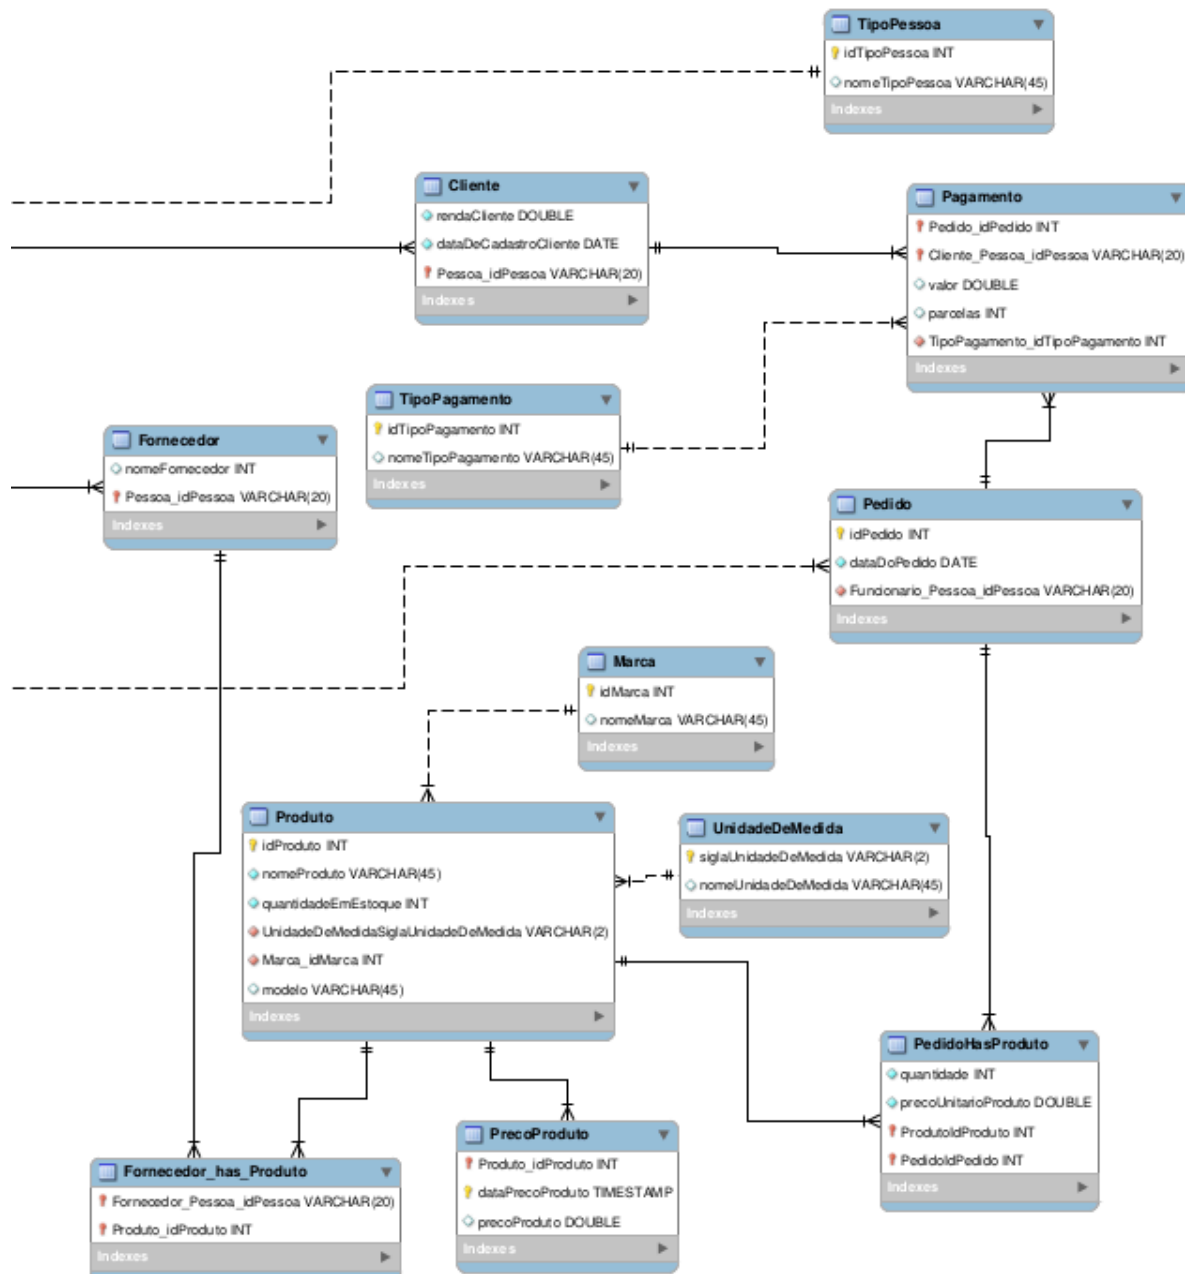 TipoPessoa
idTipoPessoa INT
nomeTipoPessoa VARCHAR(45)
Indexes
Cliente
rendaCliente DOUBLE
dataDeCadastroCliente DATE
Pessoa_idPessoa VARCHAR(20)
Indexes
Pagamento
Pedido_idPedido INT
Cliente_Pessoa_idPessoa VARCHAR(20)
valor DOUBLE
parcelas INT
TipoPagamento_idTipoPagamento INT
Indexes
TipoPagamento
idTipoPagamento INT
nomeTipoPagamento VARCHAR(45)
Indexes
Fornecedor
nomeFornecedor INT
Pessoa_idPessoa VARCHAR(20)
Indexes
Pedido
idPedido INT
dataDoPedido DATE
Funcionario_Pessoa_idPessoa VARCHAR(20)
Indexes
Marca
idMarca INT
nomeMarca VARCHAR(45)
Indexes
Produto
idProduto INT
nomeProduto VARCHAR(45)
quantidadeEmEstoque INT
UnidadeDeMedidaSiglaUnidadeDeMedida VARCHAR(2)
Marca_idMarca INT
modelo VARCHAR(45)
Indexes
UnidadeDeMedida
siglaUnidadeDeMedida VARCHAR(2)
nomeUnidadeDeMedida VARCHAR(45)
Indexes
PedidoHasProduto
quantidade INT
precoUnitarioProduto DOUBLE
ProdutoIdProduto INT
PedidoIdPedido INT
Indexes
PrecoProduto
Produto_idProduto INT
dataPrecoProduto TIMESTAMP
precoProduto DOUBLE
Indexes
Fornecedor_has_Produto
Fornecedor_Pessoa_idPessoa VARCHAR(20)
Produto_idProduto INT
Indexes